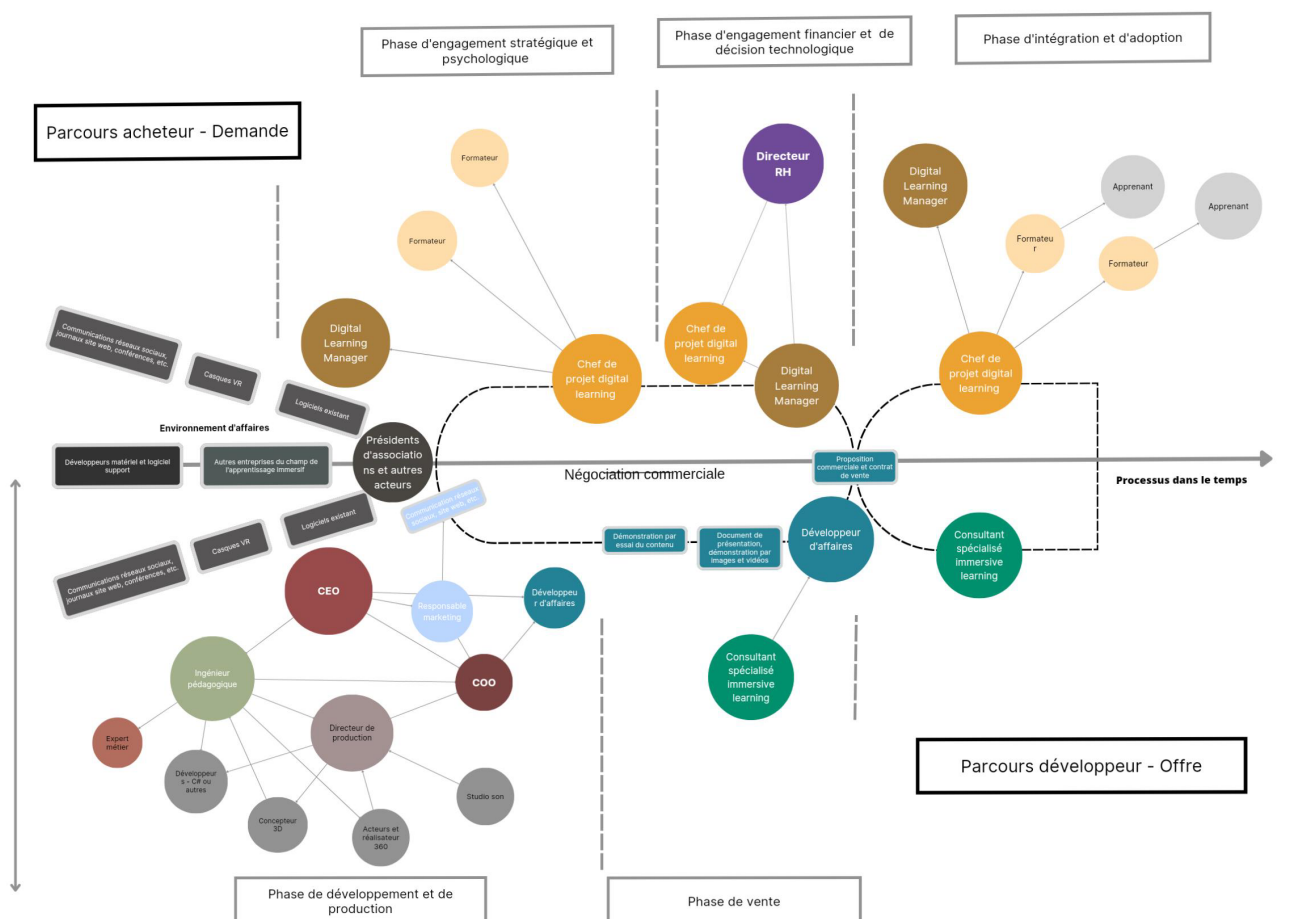 Phase d'engagement stratégique et
psychologique
Phase d'engagement financier et de
décision technologique
Phase d'intégration et d'adoption
Parcours acheteur - Demande
Formateur
Formateur
Directeur
RH
Digital
Learning
Manager
Apprenant
Apprenant
Formateu
r
Formateur
Digital
Learning
Manager
Chef de
projet digital
learning
Chef de
projet digital
learning
Digital
Learning
Manager
Chef de
projet digital
learning
Communications réseaux sociaux,
journaux site web, conférences, etc.
Casques VR
Logiciels existant
Environnement d'affaires
Développeurs matériel et logiciel
support
Autres entreprises du champ de
l'apprentissage immersif
Présidents
d'associatio
ns et autres
acteurs
Négociation commerciale
Proposition
commerciale et contrat
de vente
Processus dans le temps
Communications réseaux sociaux,
journaux site web, conférences, etc.
Casques VR
Logiciels existant
Communication réseaux
sociaux, site web, etc.
Démonstration par
essai du contenu
Document de
présentation,
démonstration par
images et vidéos
Développeur
d'affaires
Consultant
spécialisé
immersive
learning
CEO
Responsable
marketing
Développeu
r d'affaires
Ingénieur
pédagogique
COO
Consultant
spécialisé
immersive
learning
Expert
métier
Directeur de
production
Développeur
s - C# ou
autres
Concepteur
3D
Acteurs et
réalisateur
360
Studio son
Parcours développeur - Offre
Phase de développement et de
production
Phase de vente